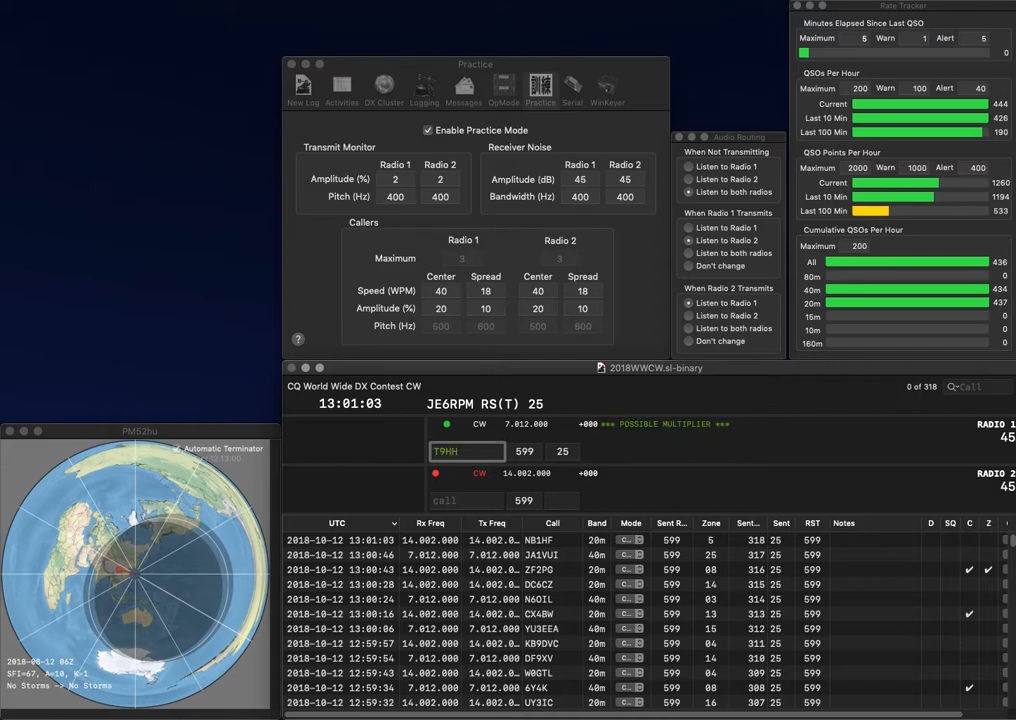 Rate Tracker
Minutes Elapsed Since Last QSO
Maximum 5 Warn 1 Alert 5
0
QSOs Per Hour
Maximum 200 Warn 100 Alert 40
Current 444
Last 10 Min 426
Last 100 Min 190
QSO Points Per Hour
Maximum 2000 Warn 1000 Alert 400
Current 1260
Last 10 Min 1194
Last 100 Min 533
Cumulative QSOs Per Hour
Maximum 200
All 436
80m 0
40m 434
20m 437
15m 0
10m 0
160m 0
Practice
訓練
New Log Activities DX Cluster Logging Messages OpMode Practice Serial WinKeyer
Enable Practice Mode
Transmit Monitor
Radio 1 Radio 2
Amplitude (%) 2 2
Pitch (Hz) 400 400
Receiver Noise
Radio 1 Radio 2
Amplitude (dB) 45 45
Bandwidth (Hz) 400 400
Callers
Radio 1 Radio 2
Maximum 3 3
Center Spread Center Spread
Speed (WPM) 40 18 40 18
Amplitude (%) 20 10 20 10
Pitch (Hz) 500 600 500 600
?
Audio Routing
When Not Transmitting
Listen to Radio 1
Listen to Radio 2
Listen to both radios
When Radio 1 Transmits
Listen to Radio 1
Listen to Radio 2
Listen to both radios
Don't change
When Radio 2 Transmits
Listen to Radio 1
Listen to Radio 2
Listen to both radios
Don't change
2018WWCW.sl-binary
CQ World Wide DX Contest CW 0 of 318 Call
13:01:03 JE6RPM RS(T) 25
CW 7.012.000 +000 *** POSSIBLE MULTIPLIER *** RADIO 1
45
T9HH 599 25
CW 14.002.000 +000 RADIO 2
45
call 599
UTC Rx Freq Tx Freq Call Band Mode Sent R... Zone Sent... Sent RST Notes D SQ C Z
2018-10-12 13:01:03 14.002.0... 14.002.0... NB1HF 20m C... 599 5 318 25 599
2018-10-12 13:00:46 7.012.000 7.012.000 JA1VUI 40m C... 599 25 317 25 599
2018-10-12 13:00:43 14.002.0... 14.002.0... ZF2PG 20m C... 599 08 316 25 599 ✓ ✓
2018-10-12 13:00:28 14.002.0... 14.002.0... DC6CZ 20m C... 599 14 315 25 599
2018-10-12 13:00:24 7.012.000 7.012.000 N6OIL 40m C... 599 03 314 25 599
2018-10-12 13:00:16 14.002.0... 14.002.0... CX4BW 20m C... 599 13 313 25 599 ✓
2018-10-12 13:00:06 7.012.000 7.012.000 YU3EEA 40m C... 599 15 312 25 599
2018-10-12 12:59:57 14.002.0... 14.002.0... KB9DVC 20m C... 599 04 311 25 599
2018-10-12 12:59:54 7.012.000 7.012.000 DF9XV 40m C... 599 14 310 25 599
2018-10-12 12:59:43 14.002.0... 14.002.0... W0GTL 20m C... 599 04 309 25 599
2018-10-12 12:59:34 7.012.000 7.012.000 6Y4K 40m C... 599 08 308 25 599 ✓
2018-10-12 12:59:32 14.002.0... 14.002.0... UY3IC 20m C... 599 16 307 25 599
PM52hu
Automatic Terminator
2018-08-12 06Z
SFI=67, A=10, K=1
No Storms -> No Storms